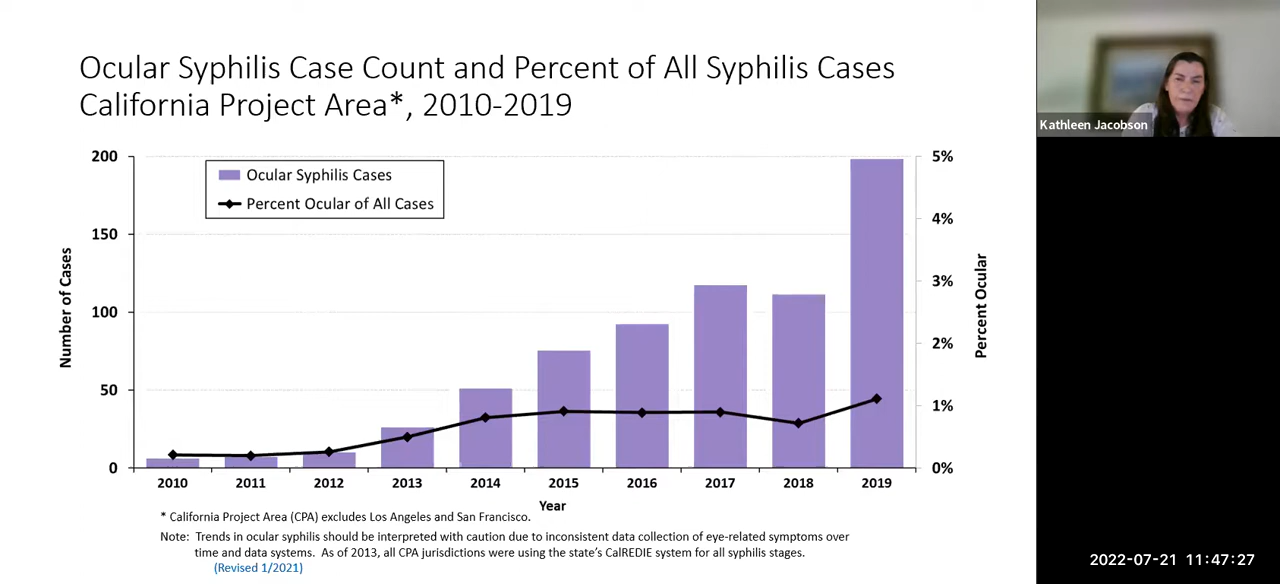 Ocular Syphilis Case Count and Percent of All Syphilis Cases
California Project Area*, 2010-2019
Kathleen Jacobson
Ocular Syphilis Cases
Percent Ocular of All Cases
Number of Cases
200
150
100
50
0
5%
4%
3%
2%
1%
0%
Percent Ocular
2010 2011 2012 2013 2014 2015 2016 2017 2018 2019
Year
* California Project Area (CPA) excludes Los Angeles and San Francisco.
Note: Trends in ocular syphilis should be interpreted with caution due to inconsistent data collection of eye-related symptoms over
time and data systems. As of 2013, all CPA jurisdictions were using the state's CalREDIE system for all syphilis stages.
(Revised 1/2021)
2022-07-21 11:47:27